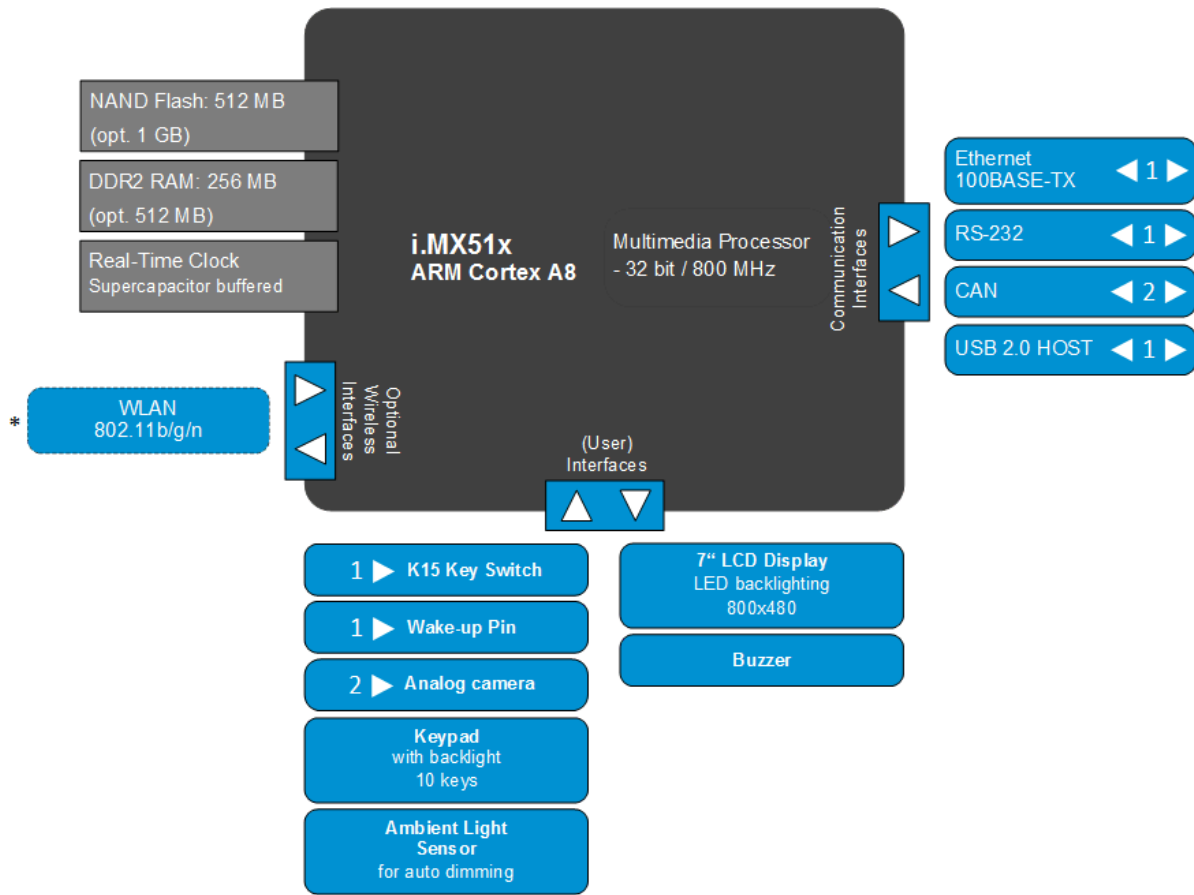 NAND Flash: 512 MB
(opt. 1 GB)
DDR2 RAM: 256 MB
(opt. 512 MB)
Real-Time Clock
Supercapacitor buffered
i.MX51x
ARM Cortex A8
Multimedia Processor
- 32 bit / 800 MHz
Communication
Interfaces
Ethernet
100BASE-TX
1
RS-232 1
CAN 2
USB 2.0 HOST 1
*
WLAN
802.11b/g/n
Optional
Wireless
Interfaces
(User)
Interfaces
1 K15 Key Switch
1 Wake-up Pin
2 Analog camera
Keypad
with backlight
10 keys
Ambient Light
Sensor
for auto dimming
7“ LCD Display
LED backlighting
800x480
Buzzer